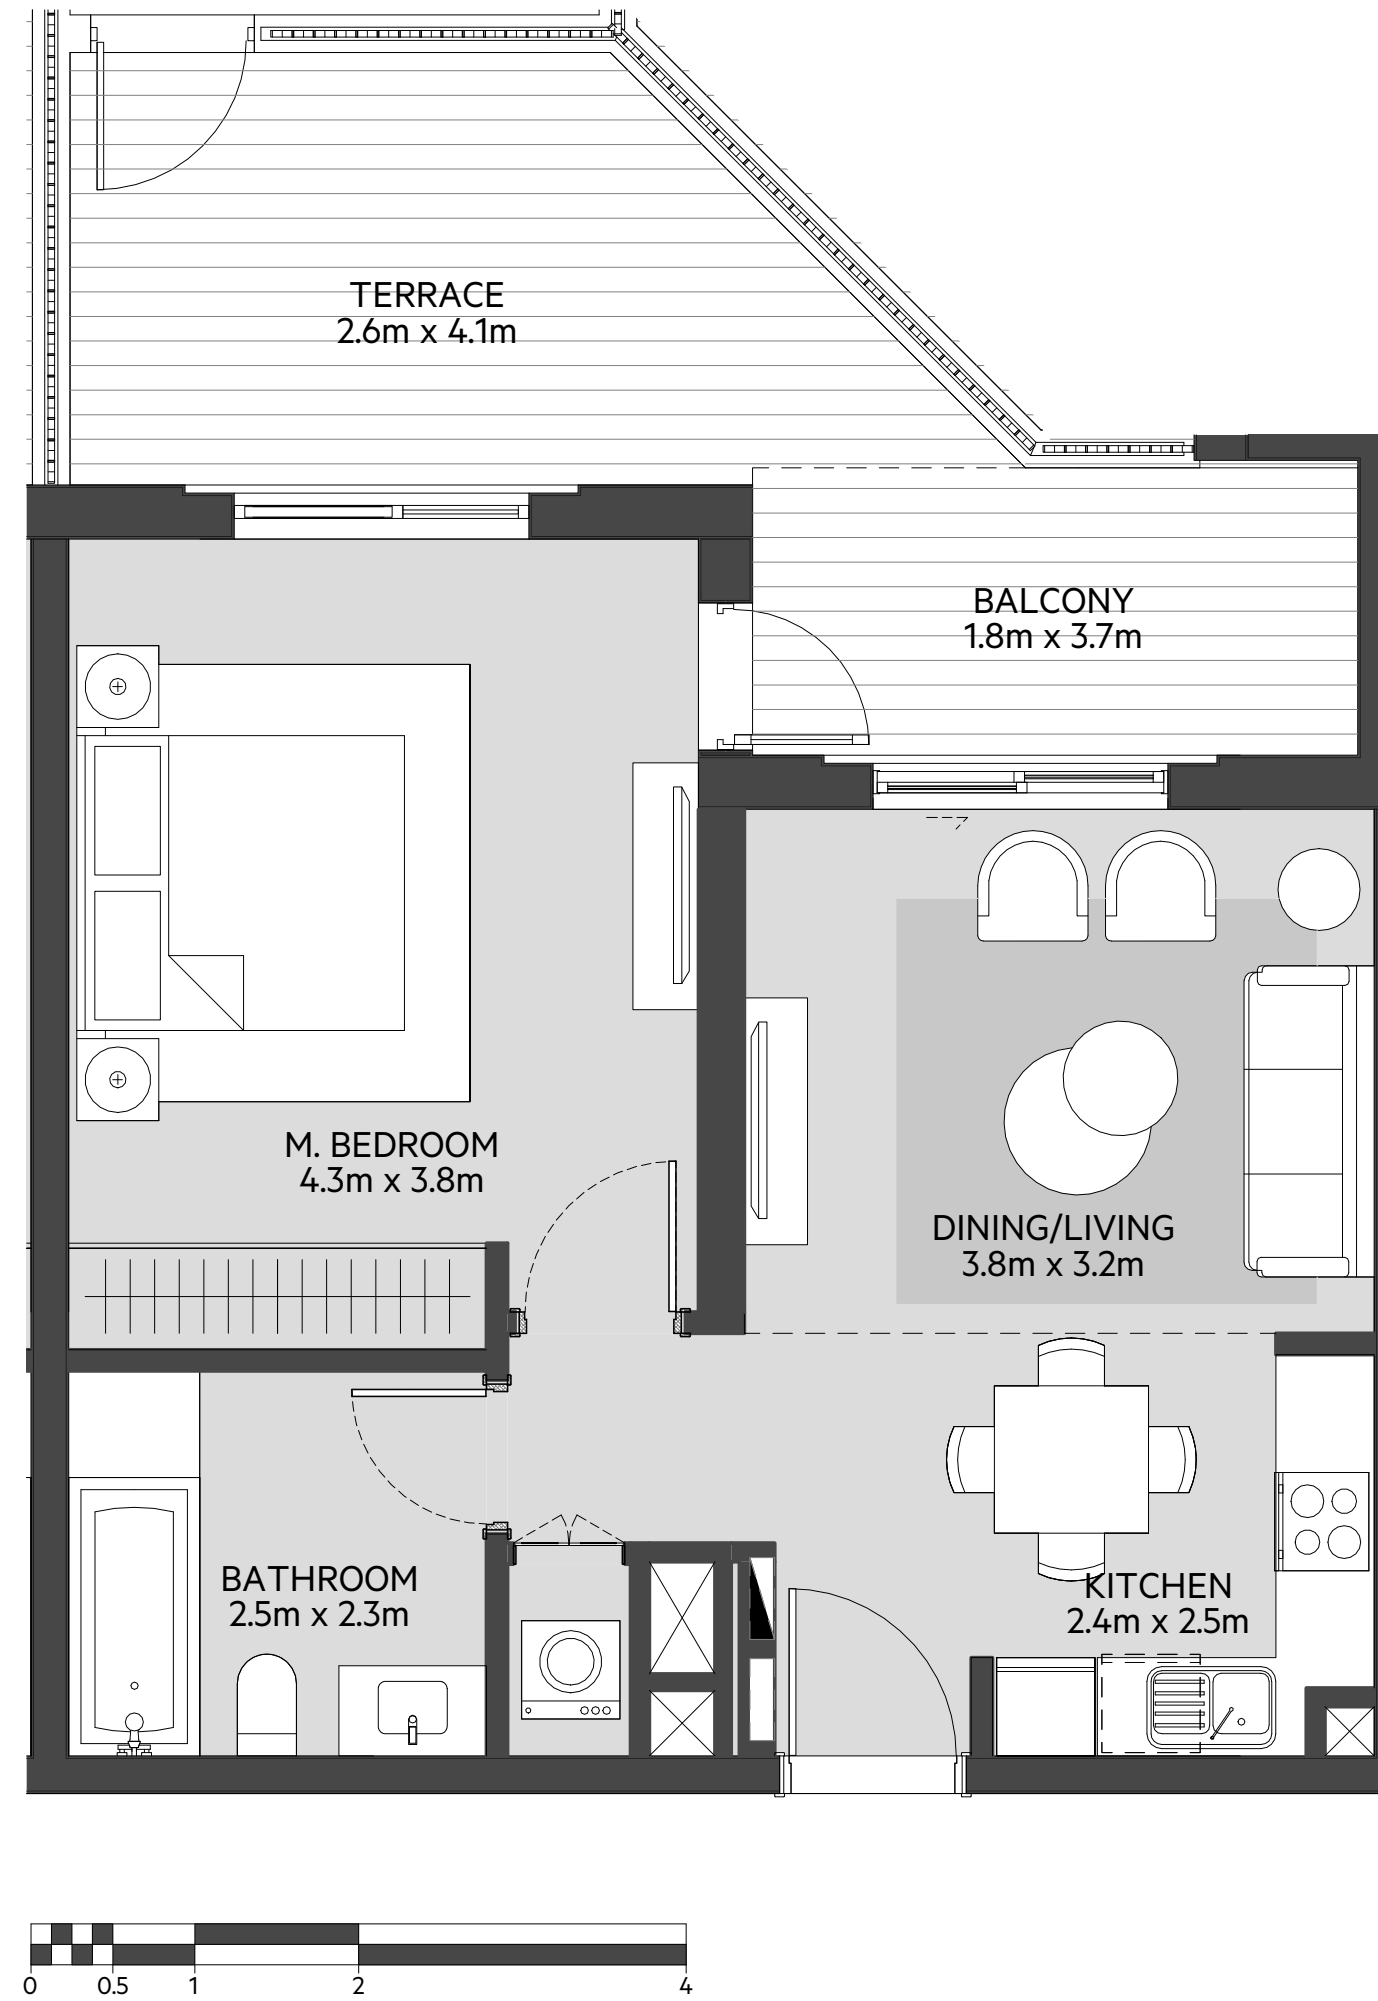 TERRACE
2.6m x 4.1m
BALCONY
1.8m x 3.7m
M. BEDROOM
4.3m x 3.8m
DINING/LIVING
3.8m x 3.2m
BATHROOM
2.5m x 2.3m
KITCHEN
2.4m x 2.5m
0 0.5 1 2 4